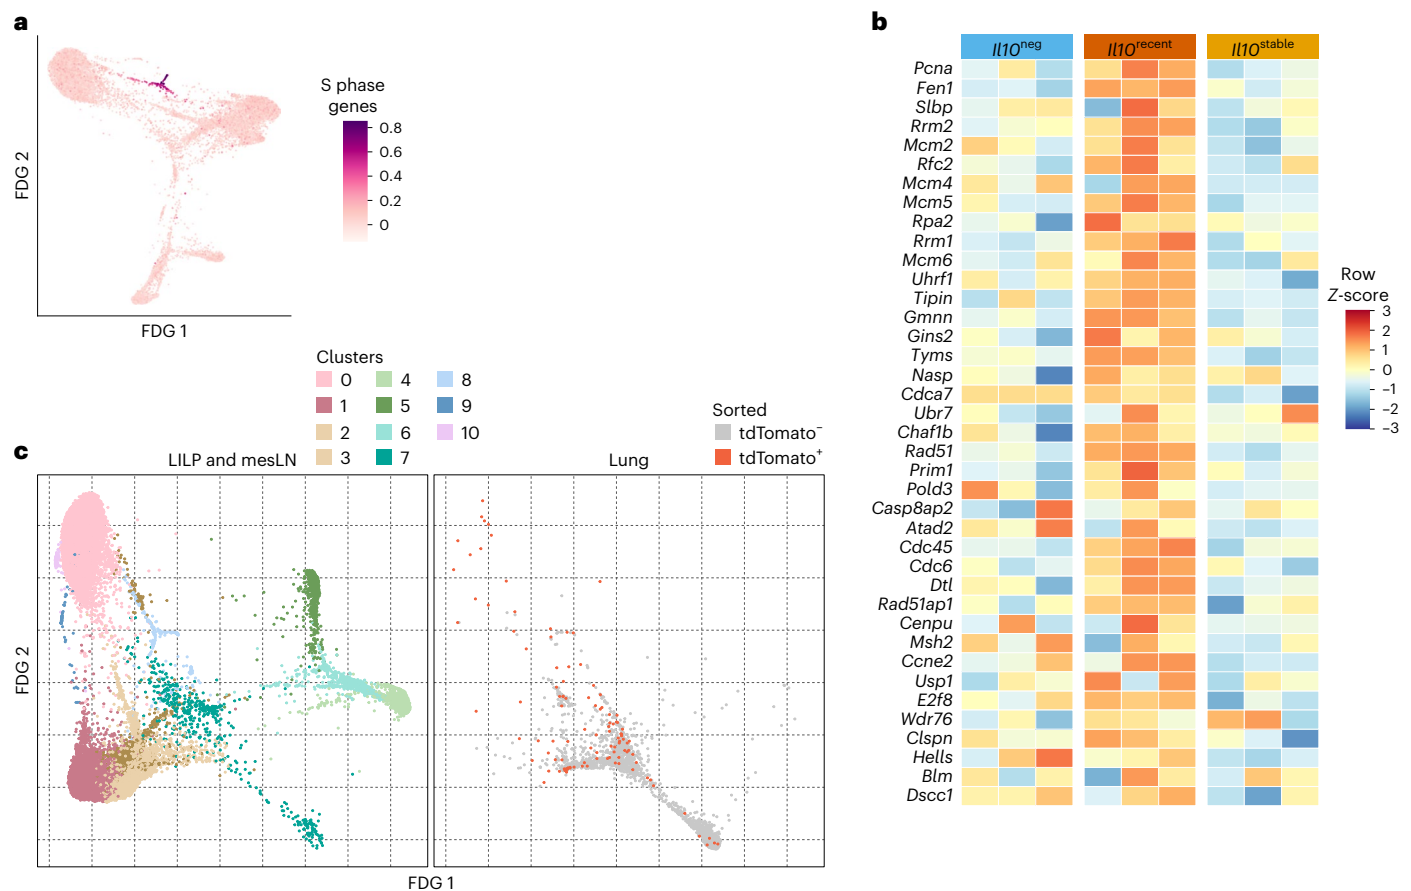 a
S phase
genes
0.8
0.6
0.4
0.2
0
FDG 2
FDG 1
b
Il10neg
Il10recent
Il10stable
Pcna
Fen1
Slbp
Rrm2
Mcm2
Rfc2
Mcm4
Mcm5
Rpa2
Rrm1
Mcm6
Uhrf1
Tipin
Gmnn
Gins2
Tyms
Nasp
Cdca7
Ubr7
Chaf1b
Rad51
Prim1
Pold3
Casp8ap2
Atad2
Cdc45
Cdc6
Dtl
Rad51ap1
Cenpu
Msh2
Ccne2
Usp1
E2f8
Wdr76
Clspn
Hells
Blm
Dscc1
Row
Z-score
3
2
1
0
−1
−2
−3
c
Clusters
0 4 8
1 5 9
2 6 10
3 7
Sorted
tdTomato−
tdTomato+
LILP and mesLN
Lung
FDG 2
FDG 1